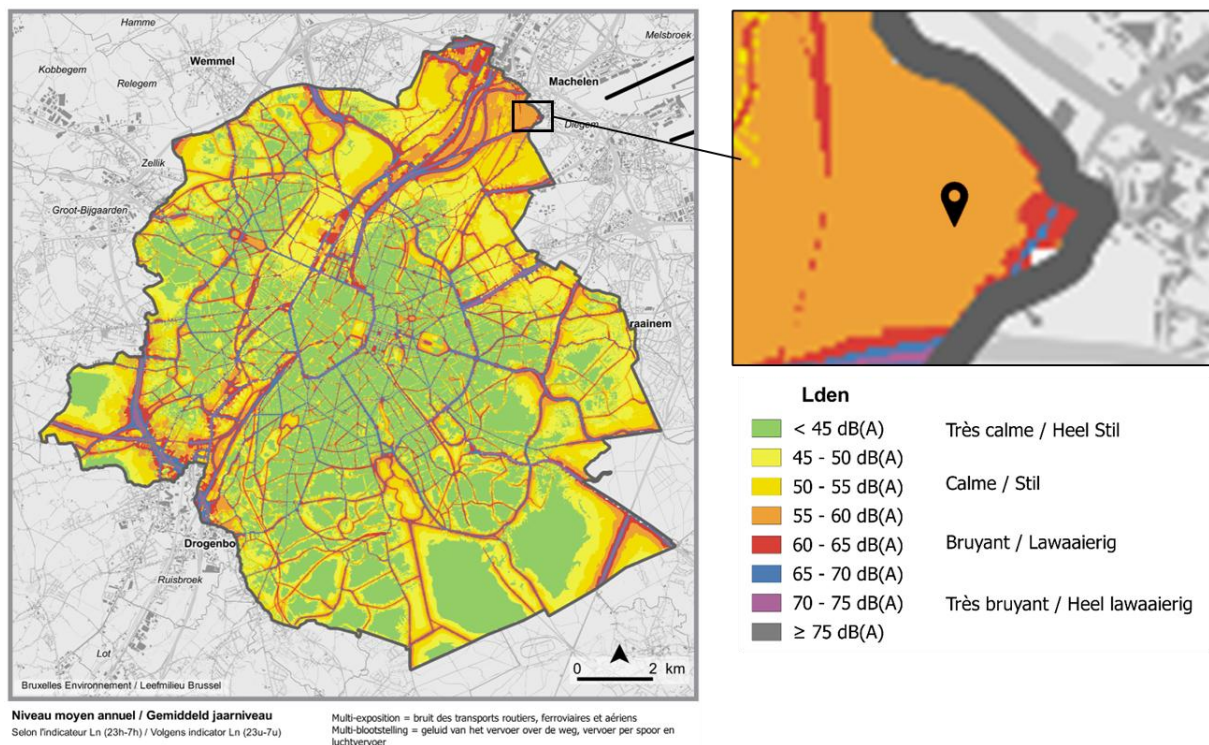 Hamme
Melsbroek
Wemmel
Kobbegem
Machelen
Relegem
Diegem
Zellik
Groot-Bijgaarden
raainem
Drogenbo
Ruisbroek
Lot
0 2 km
Bruxelles Environnement / Leefmilieu Brussel
Niveau moyen annuel / Gemiddeld jaarniveau
Selon l'indicateur Ln (23h-7h) / Volgens indicator Ln (23u-7u)
Multi-exposition = bruit des transports routiers, ferroviaires et aériens
Multi-blootstelling = geluid van het vervoer over de weg, vervoer per spoor en
luchtvervoer
Lden
< 45 dB(A) Très calme / Heel Stil
45 - 50 dB(A)
50 - 55 dB(A) Calme / Stil
55 - 60 dB(A)
60 - 65 dB(A) Bruyant / Lawaaierig
65 - 70 dB(A)
70 - 75 dB(A) Très bruyant / Heel lawaaierig
≥ 75 dB(A)